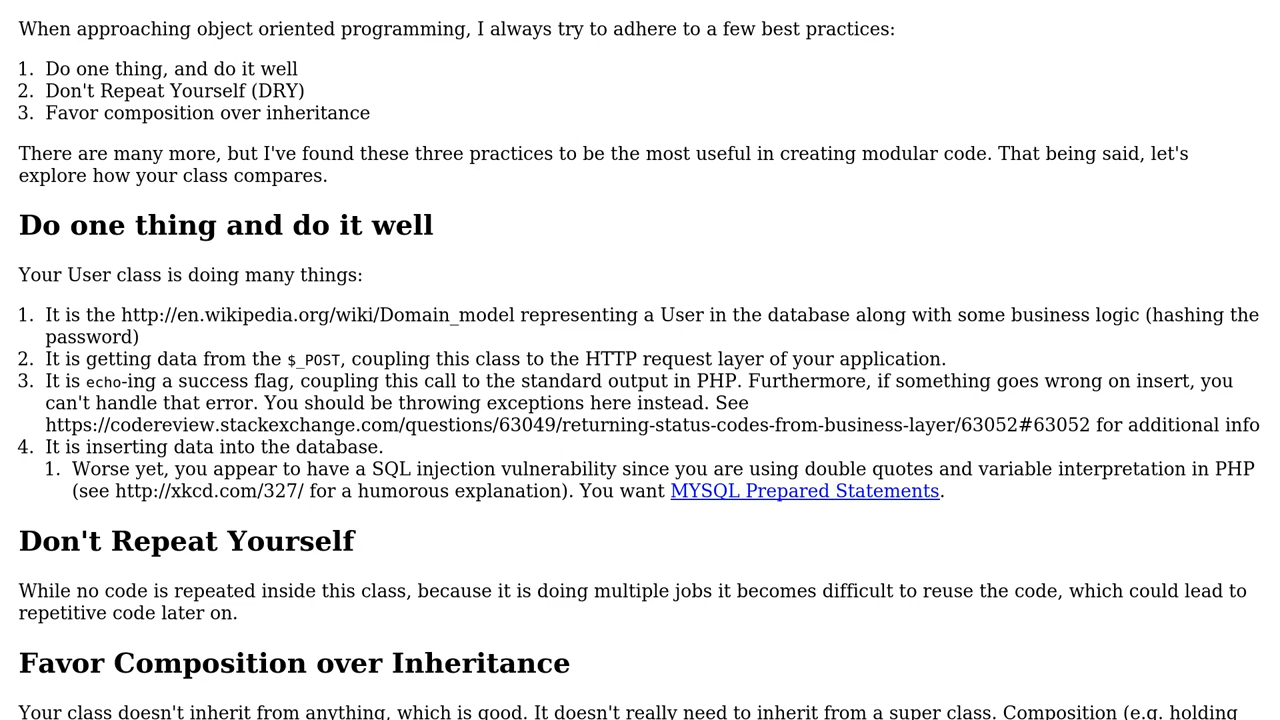 When approaching object oriented programming, I always try to adhere to a few best practices:
1. Do one thing, and do it well
2. Don't Repeat Yourself (DRY)
3. Favor composition over inheritance
There are many more, but I've found these three practices to be the most useful in creating modular code. That being said, let's
explore how your class compares.
Do one thing and do it well
Your User class is doing many things:
1. It is the http://en.wikipedia.org/wiki/Domain_model representing a User in the database along with some business logic (hashing the
password)
2. It is getting data from the $_POST, coupling this class to the HTTP request layer of your application.
3. It is echo-ing a success flag, coupling this call to the standard output in PHP. Furthermore, if something goes wrong on insert, you
can't handle that error. You should be throwing exceptions here instead. See
https://codereview.stackexchange.com/questions/63049/returning-status-codes-from-business-layer/63052#63052 for additional info
4. It is inserting data into the database.
1. Worse yet, you appear to have a SQL injection vulnerability since you are using double quotes and variable interpretation in PHP
(see http://xkcd.com/327/ for a humorous explanation). You want MYSQL Prepared Statements.
Don't Repeat Yourself
While no code is repeated inside this class, because it is doing multiple jobs it becomes difficult to reuse the code, which could lead to
repetitive code later on.
Favor Composition over Inheritance
Your class doesn't inherit from anything, which is good. It doesn't really need to inherit from a super class. Composition (e.g. holding